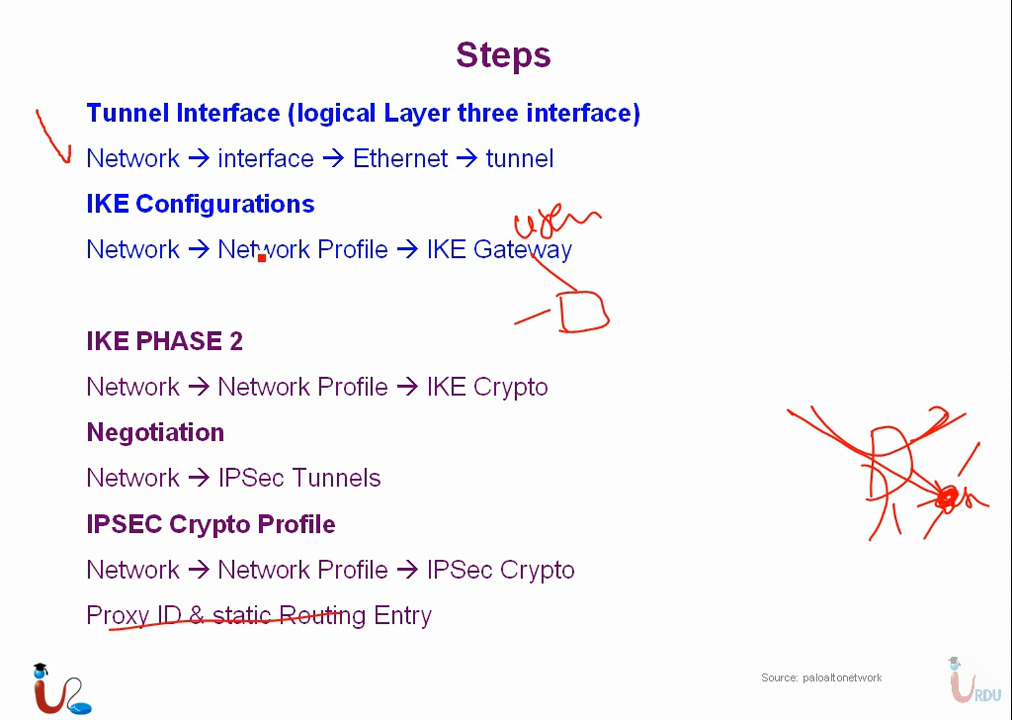 Steps
Tunnel Interface (logical Layer three interface)
Network → interface → Ethernet → tunnel
IKE Configurations
Network → Network Profile → IKE Gateway
IKE PHASE 2
Network → Network Profile → IKE Crypto
Negotiation
Network → IPSec Tunnels
IPSEC Crypto Profile
Network → Network Profile → IPSec Crypto
Proxy ID & static Routing Entry
Source: paloaltonetwork
URDU